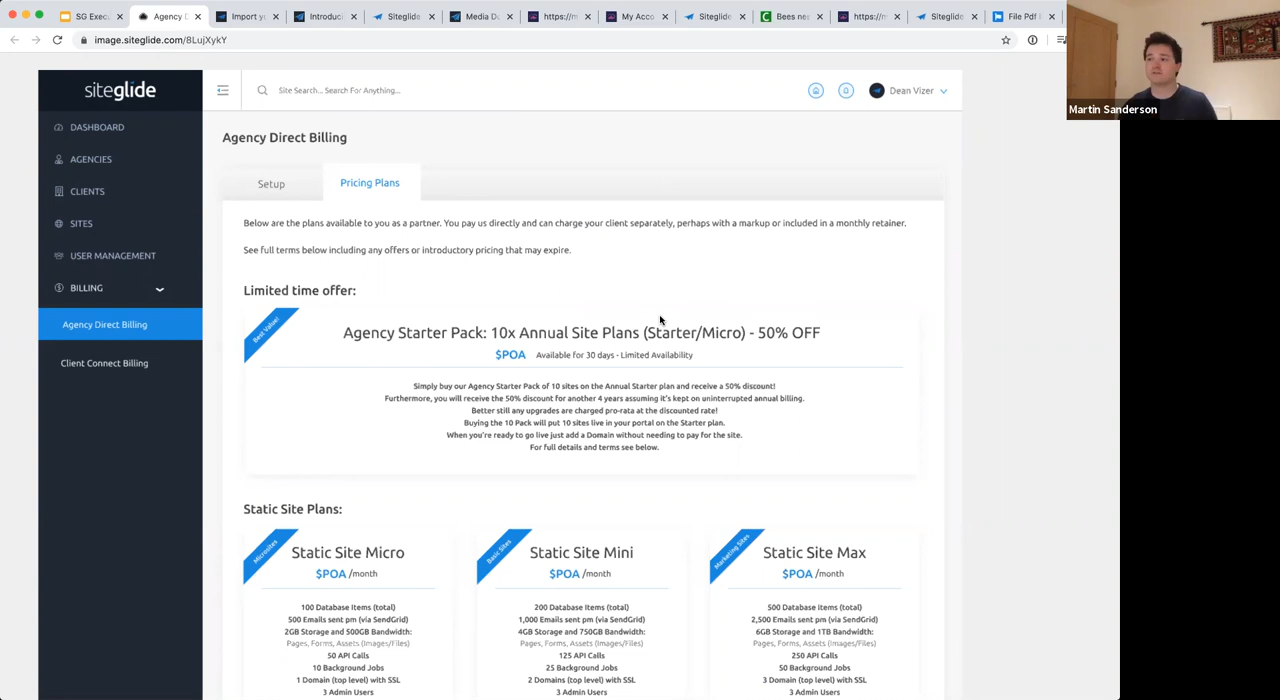 SG Execu
Agency D
Import yo
Introduci
Siteglide
Media Do
https://m
My Acco
Siteglide
Bees nes
https://m
Siteglide
File Pdf I
image.siteglide.com/8LujXykY
Martin Sanderson
siteglide
Site Search... Search For Anything...
Dean Vizer
DASHBOARD
AGENCIES
CLIENTS
SITES
USER MANAGEMENT
BILLING
Agency Direct Billing
Client Connect Billing
Agency Direct Billing
Setup
Pricing Plans
Below are the plans available to you as a partner. You pay us directly and can charge your client separately, perhaps with a markup or included in a monthly retainer.
See full terms below including any offers or introductory pricing that may expire.
Limited time offer:
Best Value!
Agency Starter Pack: 10x Annual Site Plans (Starter/Micro) - 50% OFF
$POA Available for 30 days - Limited Availability
Simply buy our Agency Starter Pack of 10 sites on the Annual Starter plan and receive a 50% discount!
Furthermore, you will receive the 50% discount for another 4 years assuming it's kept on uninterrupted annual billing.
Better still any upgrades are charged pro-rata at the discounted rate!
Buying the 10 Pack will put 10 sites live in your portal on the Starter plan.
When you're ready to go live just add a Domain without needing to pay for the site.
For full details and terms see below.
Static Site Plans:
Microsites
Static Site Micro
$POA /month
100 Database Items (total)
500 Emails sent pm (via SendGrid)
2GB Storage and 500GB Bandwidth:
Pages, Forms, Assets (Images/Files)
50 API Calls
10 Background Jobs
1 Domain (top level) with SSL
3 Admin Users
Basic Sites
Static Site Mini
$POA /month
200 Database Items (total)
1,000 Emails sent pm (via SendGrid)
4GB Storage and 750GB Bandwidth:
Pages, Forms, Assets (Images/Files)
125 API Calls
25 Background Jobs
2 Domains (top level) with SSL
3 Admin Users
Marketing Sites
Static Site Max
$POA /month
500 Database items (total)
2,500 Emails sent pm (via SendGrid)
6GB Storage and 1TB Bandwidth:
Pages, Forms, Assets (Images/Files)
250 API Calls
50 Background Jobs
3 Domain (top level) with SSL
3 Admin Users